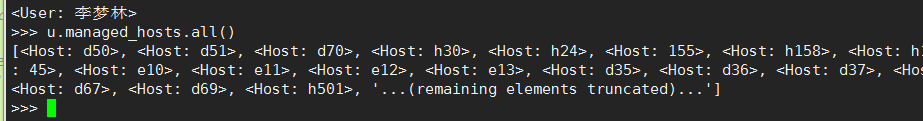 <User: 李梦林>
>>> u.managed_hosts.all()
[<Host: d50>, <Host: d51>, <Host: d70>, <Host: h30>, <Host: h24>, <Host: 155>, <Host: h158>, <Host: h1
: 45>, <Host: e10>, <Host: e11>, <Host: e12>, <Host: e13>, <Host: d35>, <Host: d36>, <Host: d37>, <Hos
<Host: d67>, <Host: d69>, <Host: h501>, '...(remaining elements truncated)...']
>>>